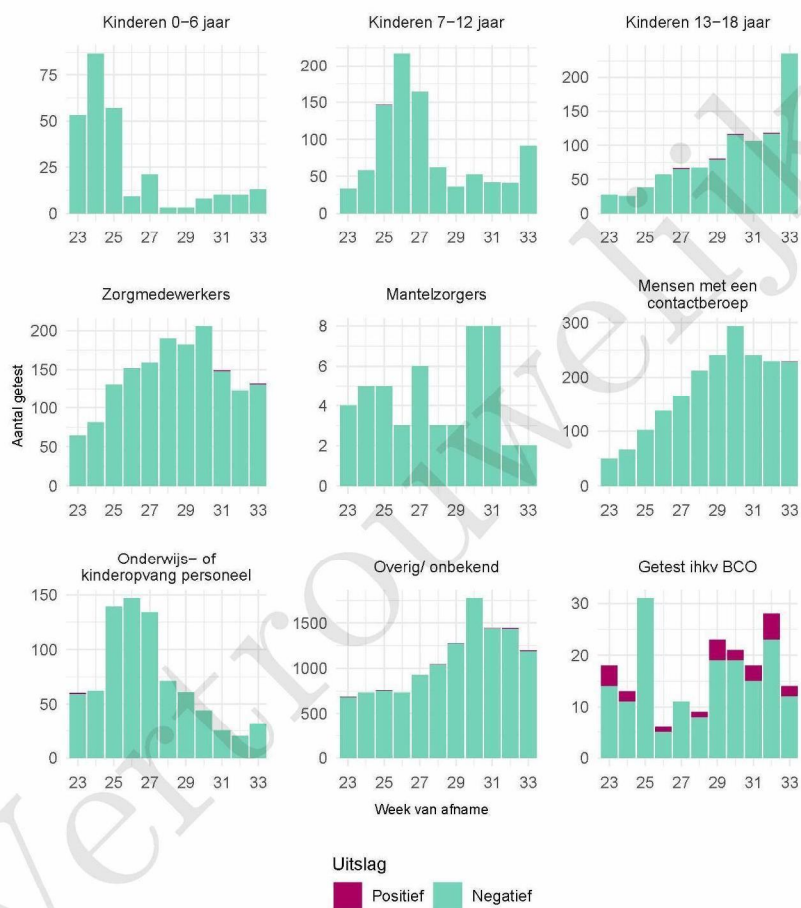 Kinderen 0−6 jaar
Kinderen 7−12 jaar
Kinderen 13−18 jaar
75
50
25
0
23 25 27 29 31 33
200
150
100
50
0
23 25 27 29 31 33
200
150
100
50
0
23 25 27 29 31 33
Zorgmedewerkers
Mantelzorgers
Mensen met een
contactberoep
Aantal getest
200
150
100
50
0
23 25 27 29 31 33
8
6
4
2
0
23 25 27 29 31 33
300
200
100
0
23 25 27 29 31 33
Onderwijs− of
kinderopvang personeel
Overig/ onbekend
Getest ihkv BCO
150
100
50
0
23 25 27 29 31 33
1500
1000
500
0
23 25 27 29 31 33
30
20
10
0
23 25 27 29 31 33
Week van afname
Uitslag
Positief Negatief
Vertrouwelijk